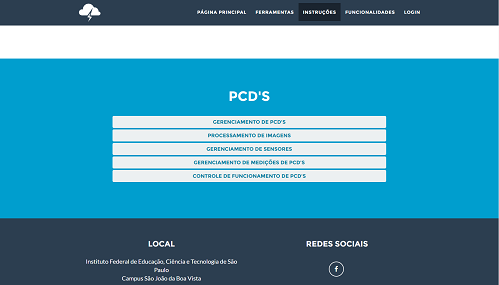 PÁGINA PRINCIPAL FERRAMENTAS INSTRUÇÕES FUNCIONALIDADES LOGIN
PCD'S
GERENCIAMENTO DE PCD'S
PROCESSAMENTO DE IMAGENS
GERENCIAMENTO DE SENSORES
GERENCIAMENTO DE MEDIÇÕES DE PCD'S
CONTROLE DE FUNCIONAMENTO DE PCD'S
LOCAL REDES SOCIAIS
Instituto Federal de Educação, Ciência e Tecnologia de São
Paulo
Campus São João da Boa Vista